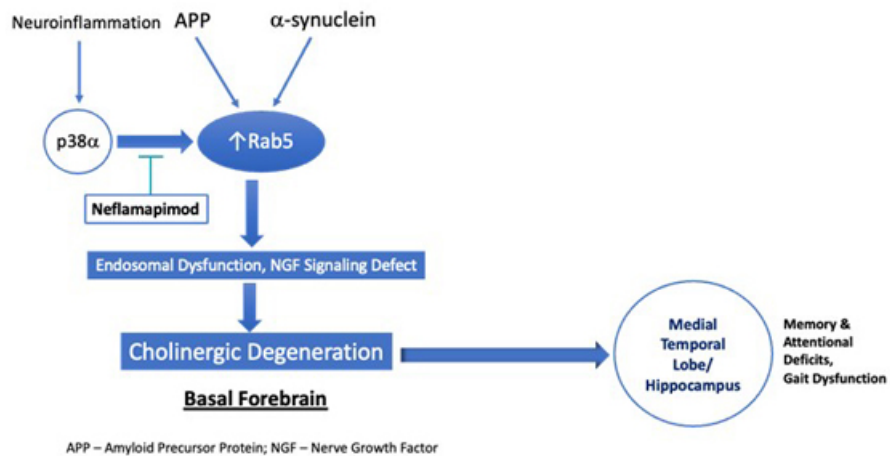 Neuroinflammation
APP
α-synuclein
p38α
↑Rab5
Neflamapimod
Endosomal Dysfunction, NGF Signaling Defect
Cholinergic Degeneration
Basal Forebrain
Medial
Temporal
Lobe/
Hippocampus
Memory &
Attentional
Deficits,
Gait Dysfunction
APP – Amyloid Precursor Protein; NGF – Nerve Growth Factor